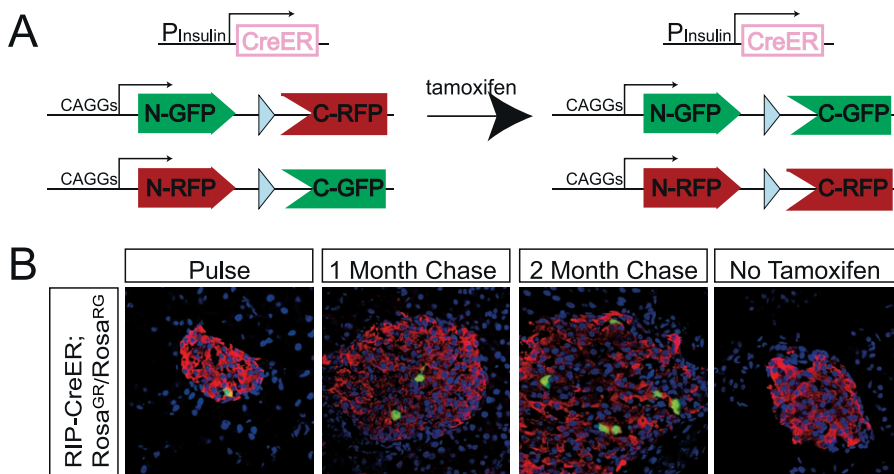 A
PInsulin
CreER
PInsulin
CreER
CAGGs
N-GFP
C-RFP
tamoxifen
CAGGs
N-GFP
C-GFP
CAGGs
N-RFP
C-GFP
CAGGs
N-RFP
C-RFP
B
Pulse
1 Month Chase
2 Month Chase
No Tamoxifen
RIP-CreER;
RosaGR/RosaRG